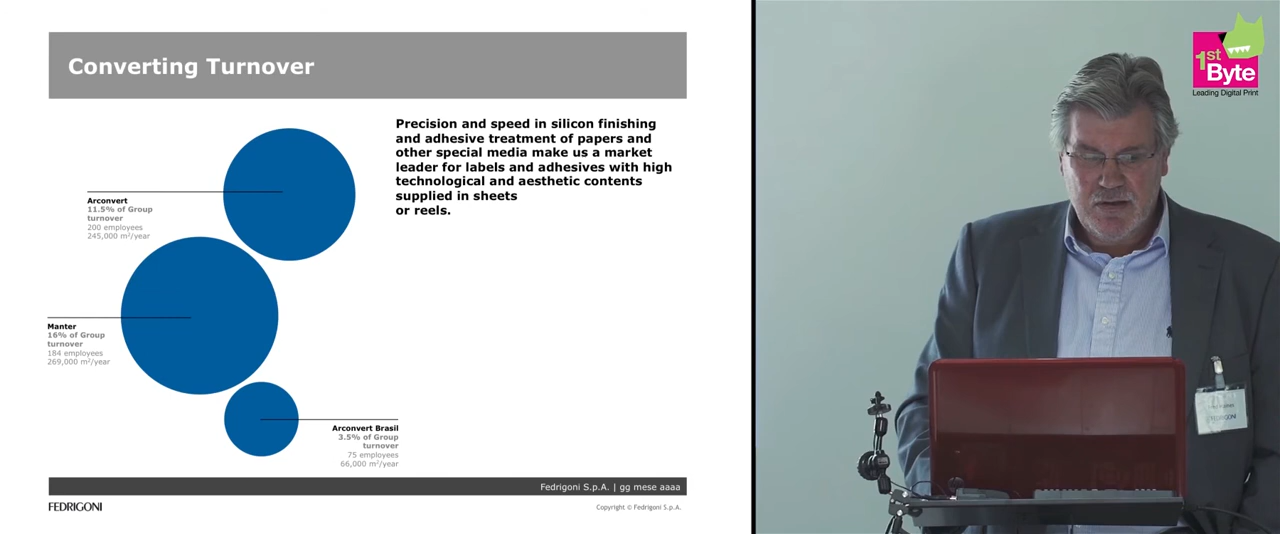 Converting Turnover
Precision and speed in silicon finishing
and adhesive treatment of papers and
other special media make us a market
leader for labels and adhesives with high
technological and aesthetic contents
supplied in sheets
or reels.
Arconvert
11.5% of Group
turnover
200 employees
245,000 m²/year
Manter
16% of Group
turnover
184 employees
269,000 m²/year
Arconvert Brasil
3.5% of Group
turnover
75 employees
66,000 m²/year
Fedrigoni S.p.A. | gg mese aaaa
FEDRIGONI
Copyright © Fedrigoni S.p.A.
1st
Byte
Leading Digital Print
FEDRIGONI